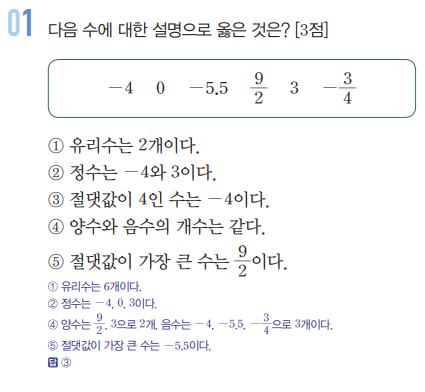 01 다음 수에 대한 설명으로 옳은 것은? [3점]
-4 0 -5.5 9/2 3 -3/4
① 유리수는 2개이다.
② 정수는 -4와 3이다.
③ 절댓값이 4인 수는 -4이다.
④ 양수와 음수의 개수는 같다.
⑤ 절댓값이 가장 큰 수는 9/2이다.
① 유리수는 6개이다.
② 정수는 -4, 0, 3이다.
④ 양수는 9/2, 3으로 2개, 음수는 -4, -5.5, -3/4으로 3개이다.
⑤ 절댓값이 가장 큰 수는 -5.5이다.
답 ③